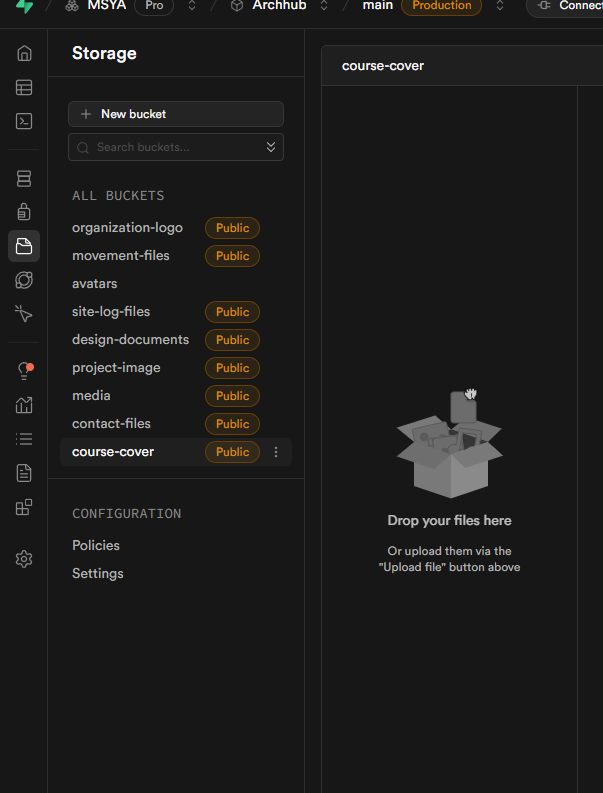 MSYA Pro Archhub main Production Connect
Storage
course-cover
New bucket
Search buckets...
ALL BUCKETS
organization-logo Public
movement-files Public
avatars
site-log-files Public
design-documents Public
project-image Public
media Public
contact-files Public
course-cover Public
Drop your files here
Or upload them via the
"Upload file" button above
CONFIGURATION
Policies
Settings